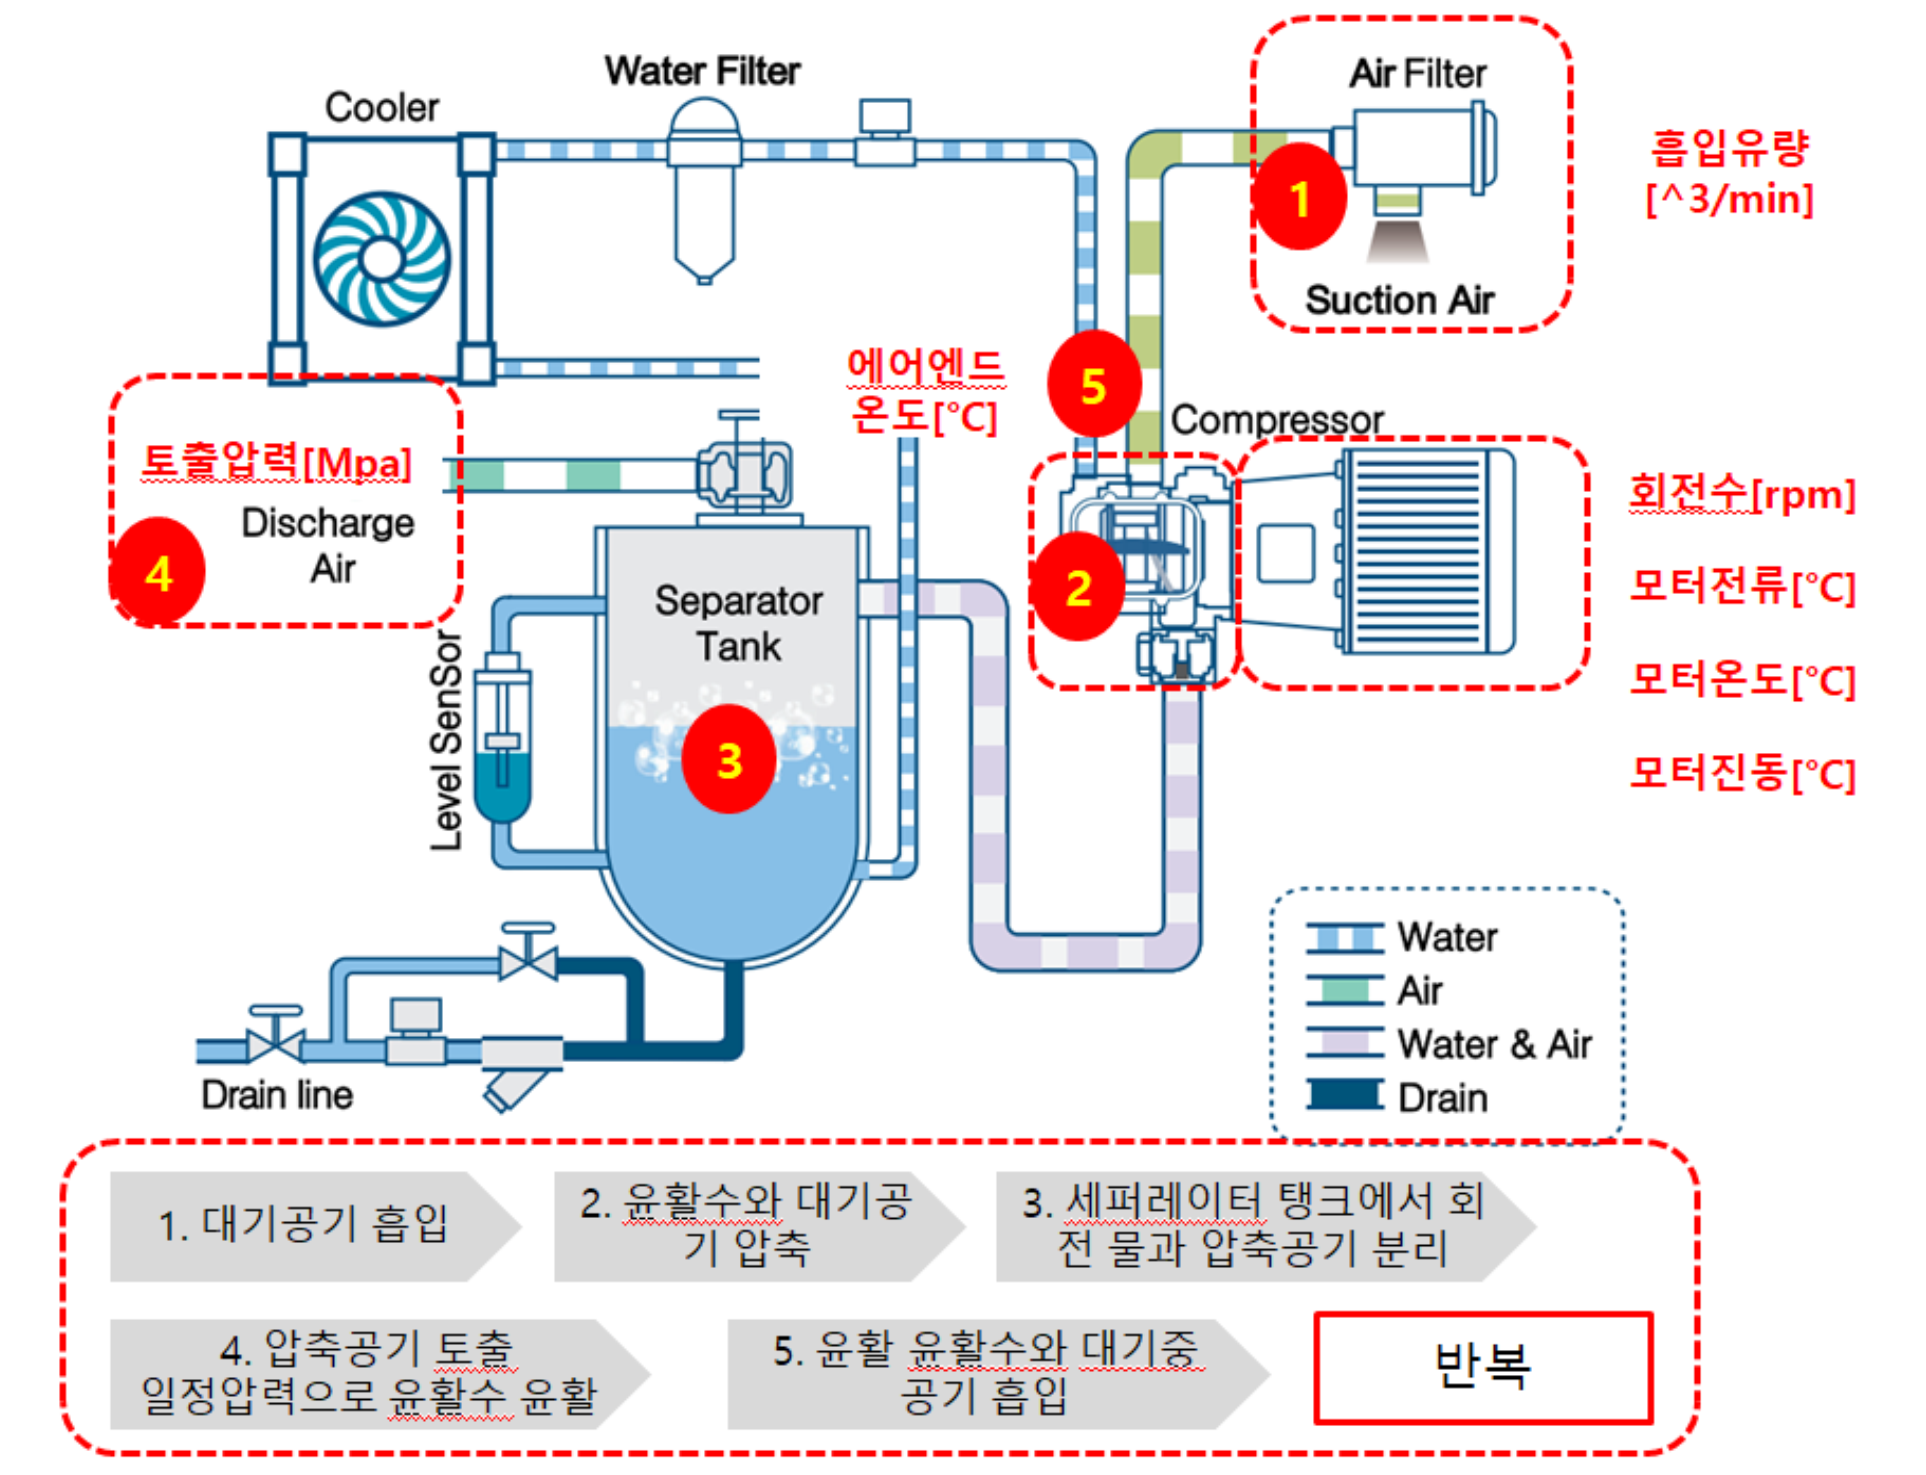 Water Filter
Air Filter
Cooler
흡입유량
[^3/min]
1
Suction Air
에어엔드
온도[℃]
5
Compressor
토출압력[Mpa]
Discharge
Air
4
회전수[rpm]
모터전류[℃]
모터온도[℃]
모터진동[℃]
2
Separator
Tank
3
Level SenSor
Water
Air
Water & Air
Drain
Drain line
1. 대기공기 흡입
2. 윤활수와 대기공
기 압축
3. 세퍼레이터 탱크에서 회
전 물과 압축공기 분리
4. 압축공기 토출
일정압력으로 윤활수 윤활
5. 윤활 윤활수와 대기중
공기 흡입
반복